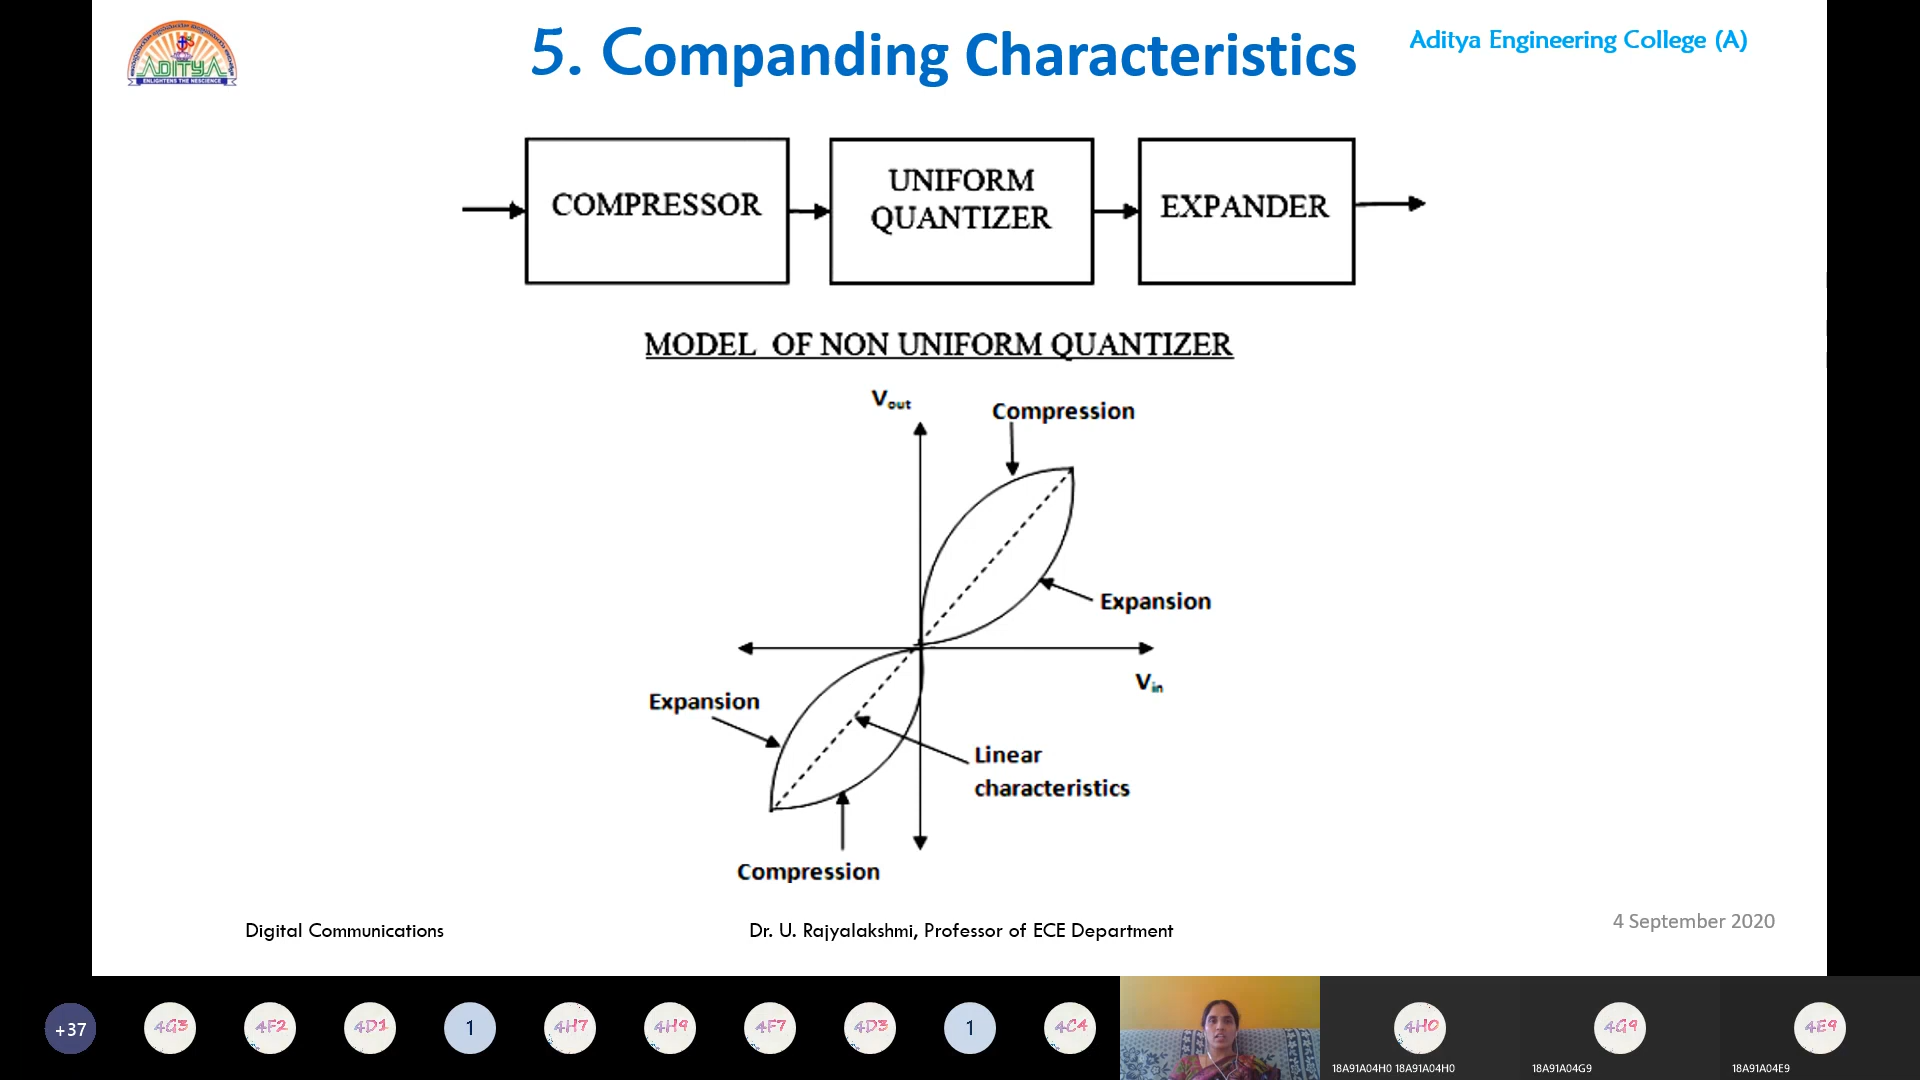 5. Companding Characteristics
Aditya Engineering College (A)
ADITYA
ENLIGHTENS THE NESCIENCE
COMPRESSOR
UNIFORM
QUANTIZER
EXPANDER
MODEL OF NON UNIFORM QUANTIZER
Vout
Compression
Expansion
Vin
Expansion
Linear
characteristics
Compression
Digital Communications
Dr. U. Rajyalakshmi, Professor of ECE Department
4 September 2020
+37
4G3
4F2
4D1
1
4H7
4H9
4F7
4D3
1
4C4
4H0
4G9
4E9
18A91A04H0 18A91A04H0
18A91A04G9
18A91A04E9